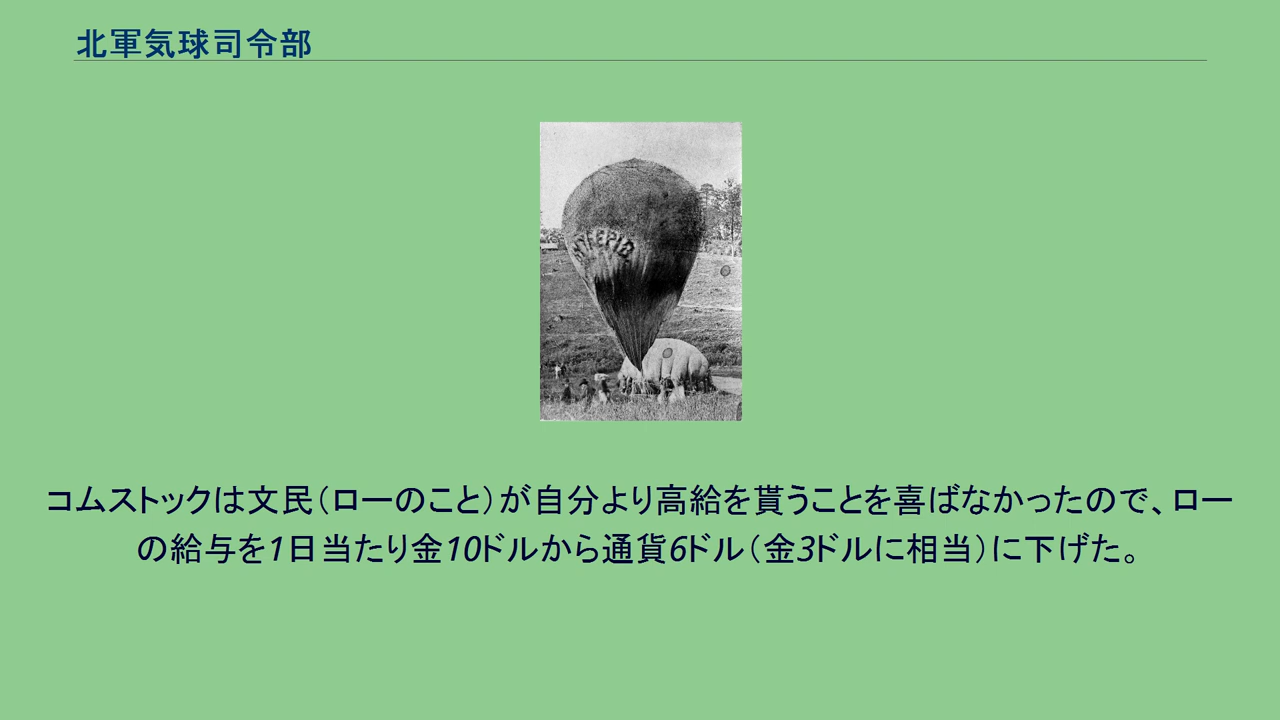 北軍気球司令部
コムストックは文民（ローのこと）が自分より高給を貰うことを喜ばなかったので、ロー
の給与を1日当たり金10ドルから通貨6ドル（金3ドルに相当）に下げた。